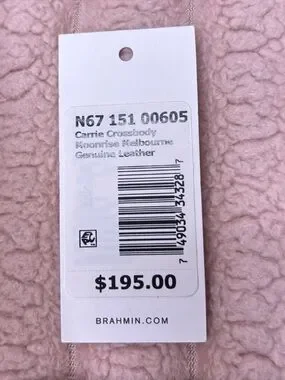 N67 151 00605
Carrie Crossbody
Moonrise Melbourne
Genuine Leather
7 49034 34328 7
$195.00
BRAHMIN.COM